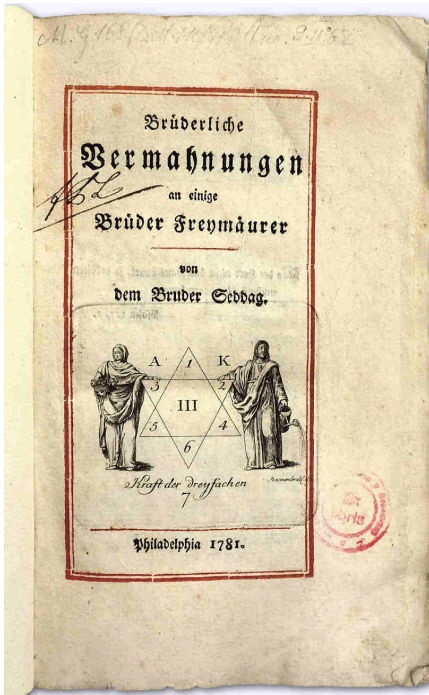 Brüderliche
Vermahnungen
an einige
Brüder Freymäurer
von
dem Bruder Seddag.
A 1 K
3 2
III
5 4
6
Kraft der dreyfachen
7
Philadelphia 1781.